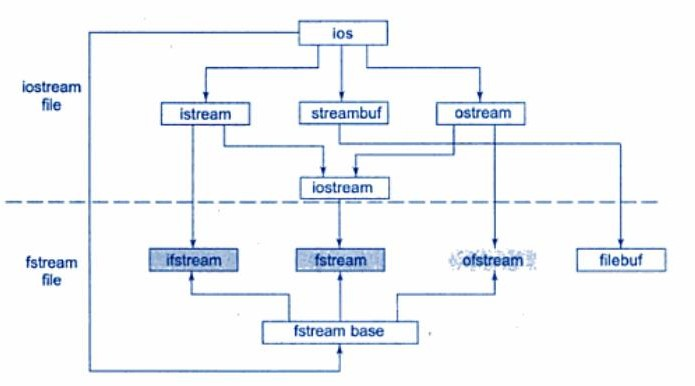 ios
iostream
file
istream
streambuf
ostream
iostream
fstream
file
ifstream
fstream
ofstream
filebuf
fstream base